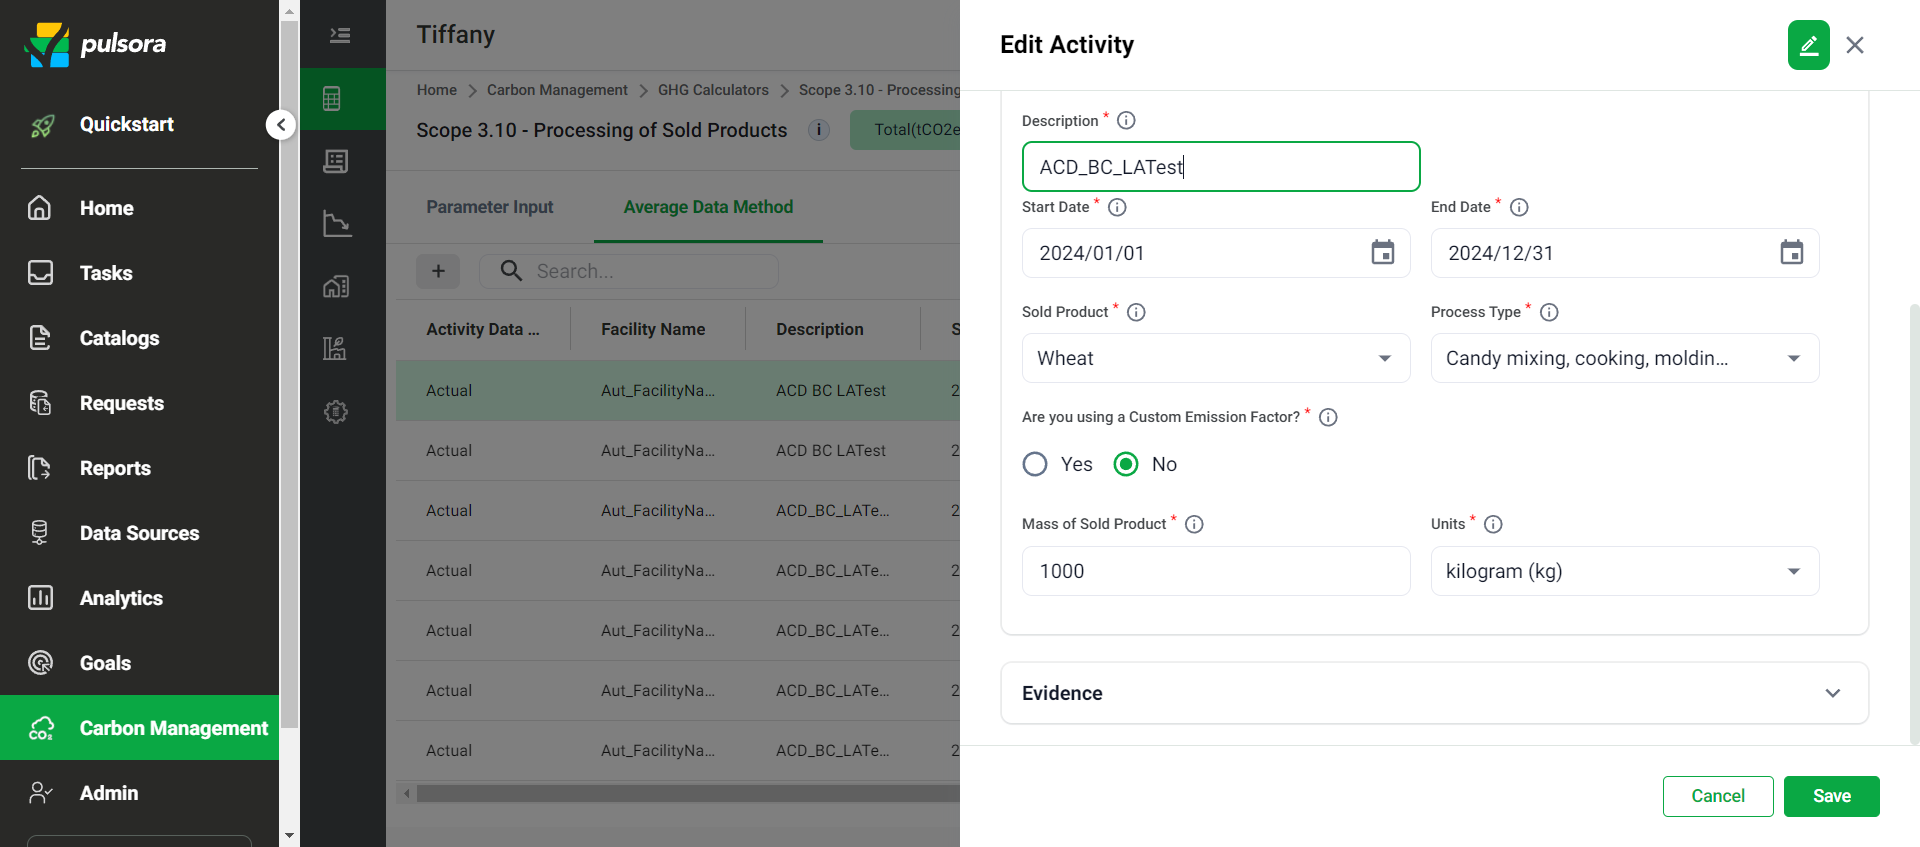 pulsora
Quickstart
Home
Tasks
Catalogs
Requests
Reports
Data Sources
Analytics
Goals
Carbon Management
Admin
Tiffany
Home > Carbon Management > GHG Calculators > Scope 3.10 - Processing
Scope 3.10 - Processing of Sold Products i Total(tCO2e
Parameter Input Average Data Method
+ Search...
Activity Data ... Facility Name Description S
Actual Aut_FacilityNa... ACD BC LATest 2
Actual Aut_FacilityNa... ACD BC LATest 2
Actual Aut_FacilityNa... ACD_BC_LATe... 2
Actual Aut_FacilityNa... ACD_BC_LATe... 2
Actual Aut_FacilityNa... ACD_BC_LATe... 2
Actual Aut_FacilityNa... ACD_BC_LATe... 2
Actual Aut_FacilityNa... ACD_BC_LATe... 2
Edit Activity
Description *
ACD_BC_LATest
Start Date * End Date *
2024/01/01 2024/12/31
Sold Product * Process Type *
Wheat Candy mixing, cooking, moldin...
Are you using a Custom Emission Factor? *
Yes No
Mass of Sold Product * Units *
1000 kilogram (kg)
Evidence
Cancel Save